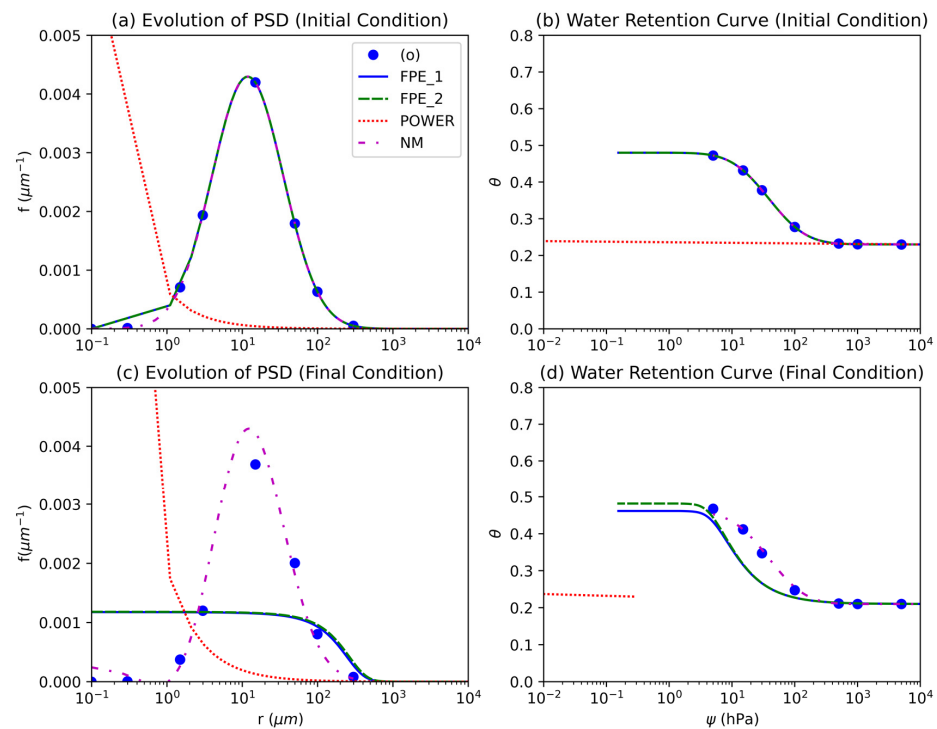 (a) Evolution of PSD (Initial Condition)
0.005
0.004
0.003
0.002
0.001
0.000
f (μm⁻¹)
10⁻¹ 10⁰ 10¹ 10² 10³ 10⁴
(o)
FPE_1
FPE_2
POWER
NM
(b) Water Retention Curve (Initial Condition)
0.8
0.7
0.6
0.5
0.4
0.3
0.2
0.1
0.0
θ
10⁻² 10⁻¹ 10⁰ 10¹ 10² 10³ 10⁴
(c) Evolution of PSD (Final Condition)
0.005
0.004
0.003
0.002
0.001
0.000
f(μm⁻¹)
10⁻¹ 10⁰ 10¹ 10² 10³ 10⁴
r (μm)
(d) Water Retention Curve (Final Condition)
0.8
0.7
0.6
0.5
0.4
0.3
0.2
0.1
0.0
θ
10⁻² 10⁻¹ 10⁰ 10¹ 10² 10³ 10⁴
ψ (hPa)